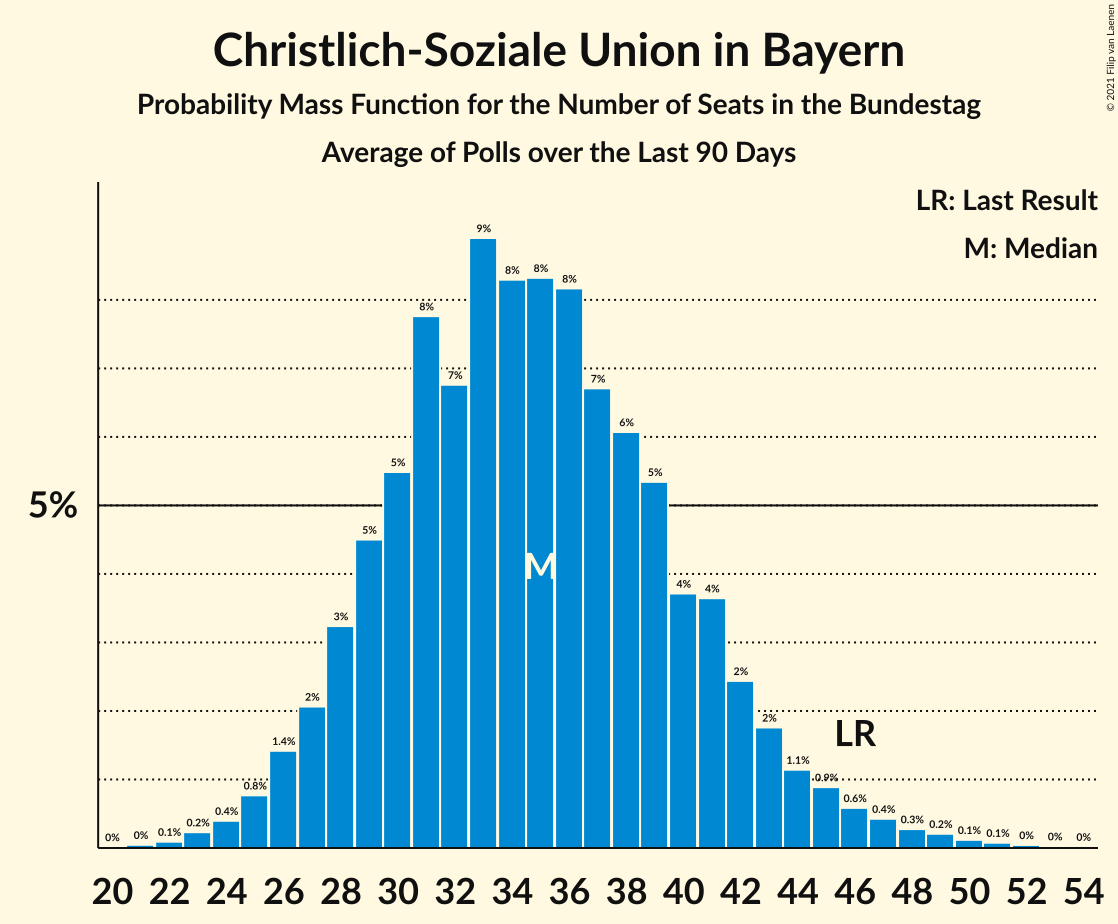 Christlich-Soziale Union in Bayern
Probability Mass Function for the Number of Seats in the Bundestag
Average of Polls over the Last 90 Days
© 2021 Filip van Laenen
LR: Last Result
M: Median
5%
0% 0% 0.1% 0.2% 0.4% 0.8% 1.4% 2% 3% 5% 5% 8% 7% 9% 8% 8% 8% 7% 6% 5% 4% 4% 2% 2% 1.1% 0.9% 0.6% 0.4% 0.3% 0.2% 0.1% 0.1% 0% 0% 0%
M
LR
20 22 24 26 28 30 32 34 36 38 40 42 44 46 48 50 52 54